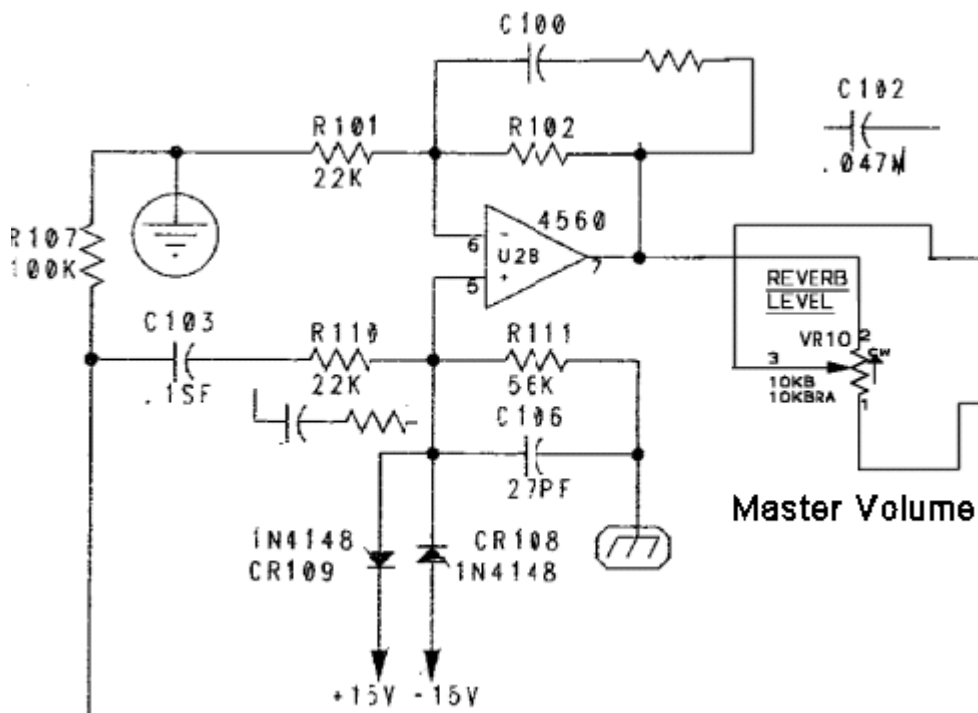 C100
C102
.047M
R101
22K
R102
R107
100K
6
-
U2B
4560
7
5
+
REVERB
LEVEL
C103
.1SF
R110
22K
R111
56K
VR10
2
CW
3
10KB
10KBRA
1
C106
27PF
Master Volume
1N4148
CR109
CR108
1N4148
+15V
-15V